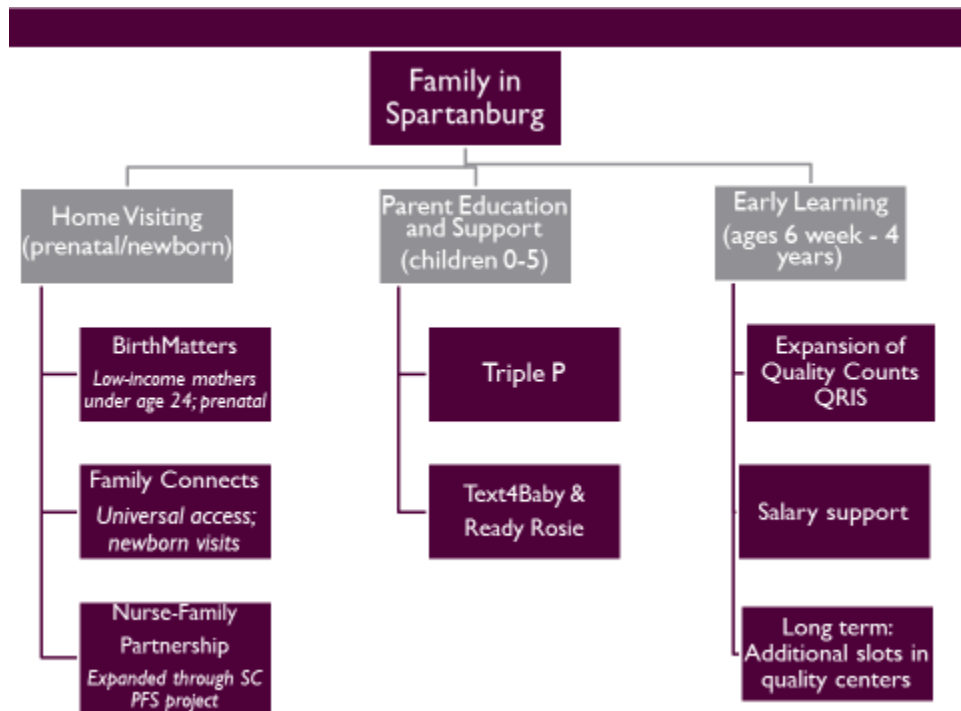 Family in
Spartanburg
Home Visiting
(prenatal/newborn)
BirthMatters
Low-income mothers
under age 24; prenatal
Family Connects
Universal access;
newborn visits
Nurse-Family
Partnership
Expanded through SC
PFS project
Parent Education
and Support
(children 0-5)
Triple P
Text4Baby &
Ready Rosie
Early Learning
(ages 6 week - 4
years)
Expansion of
Quality Counts
QRIS
Salary support
Long term:
Additional slots in
quality centers